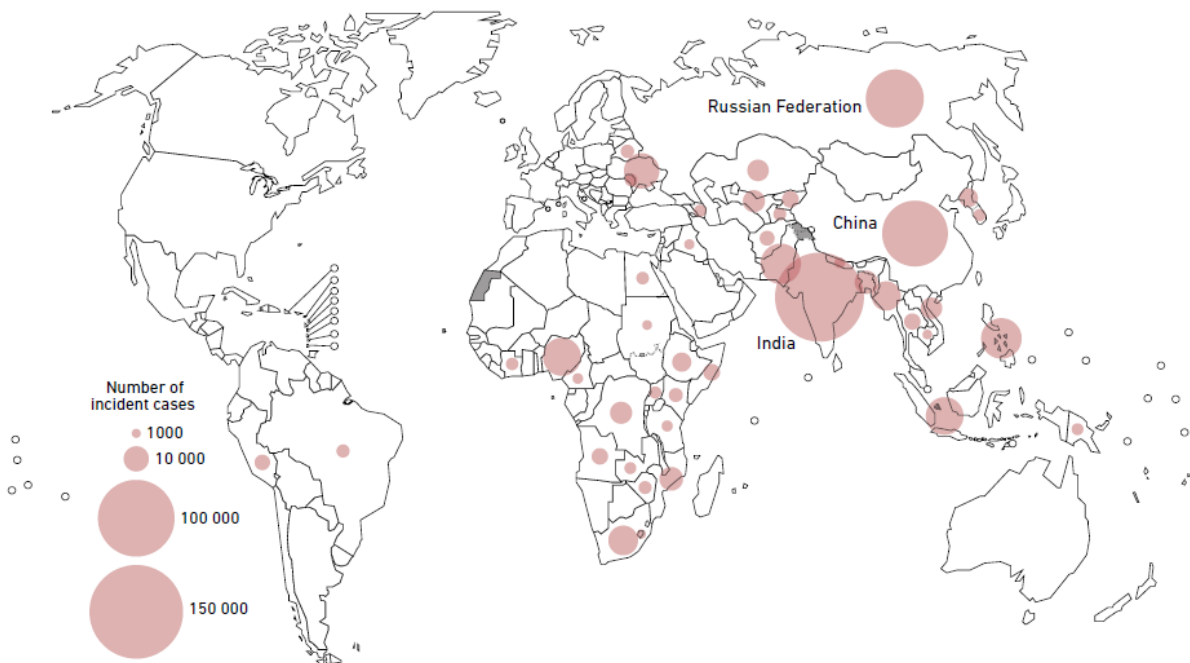 Russian Federation
China
India
Number of
incident cases
1000
10 000
100 000
150 000